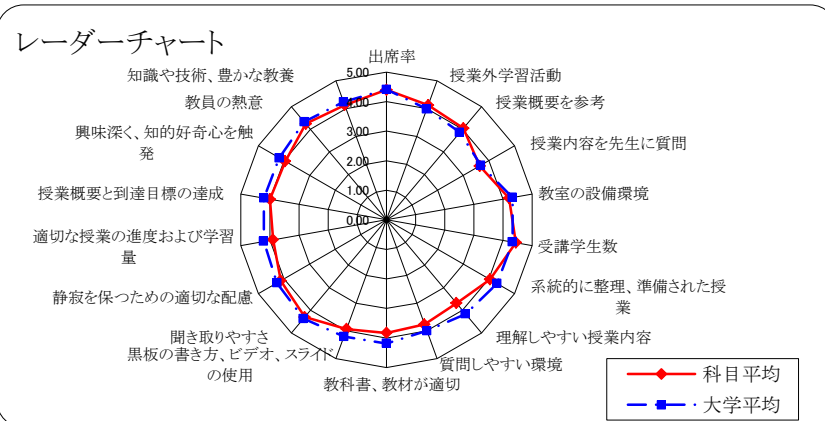 レーダーチャート
出席率
授業外学習活動
授業概要を参考
授業内容を先生に質問
教室の設備環境
受講学生数
系統的に整理、準備された授
業
理解しやすい授業内容
質問しやすい環境
教科書、教材が適切
黒板の書き方、ビデオ、スライド
の使用
聞き取りやすさ
静寂を保つための適切な配慮
適切な授業の進度および学習
量
授業概要と到達目標の達成
興味深く、知的好奇心を触
発
教員の熱意
知識や技術、豊かな教養
5.00
4.00
3.00
2.00
1.00
0.00
科目平均
大学平均